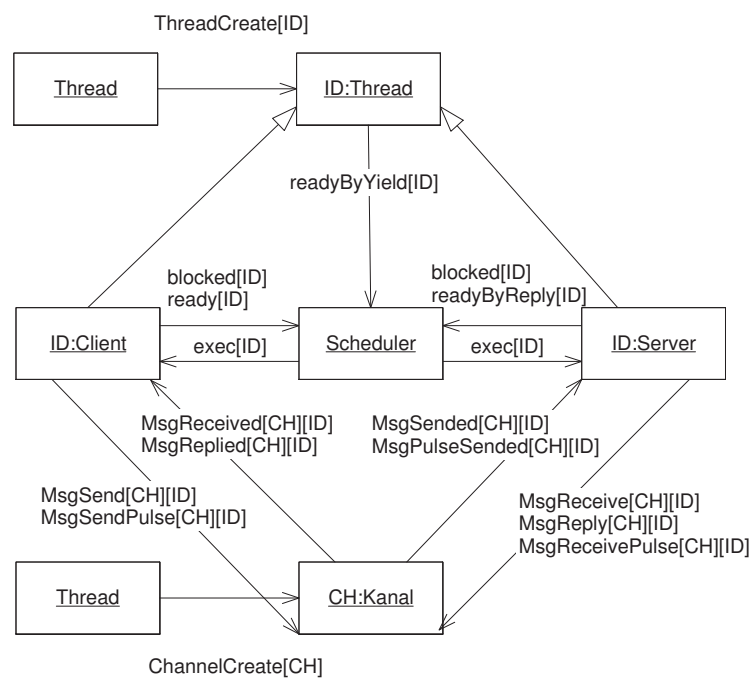 ThreadCreate[ID]
Thread
ID:Thread
readyByYield[ID]
blocked[ID]
ready[ID]
blocked[ID]
readyByReply[ID]
ID:Client
exec[ID]
Scheduler
exec[ID]
ID:Server
MsgReceived[CH][ID]
MsgReplied[CH][ID]
MsgSended[CH][ID]
MsgPulseSended[CH][ID]
MsgSend[CH][ID]
MsgSendPulse[CH][ID]
MsgReceive[CH][ID]
MsgReply[CH][ID]
MsgReceivePulse[CH][ID]
Thread
CH:Kanal
ChannelCreate[CH]